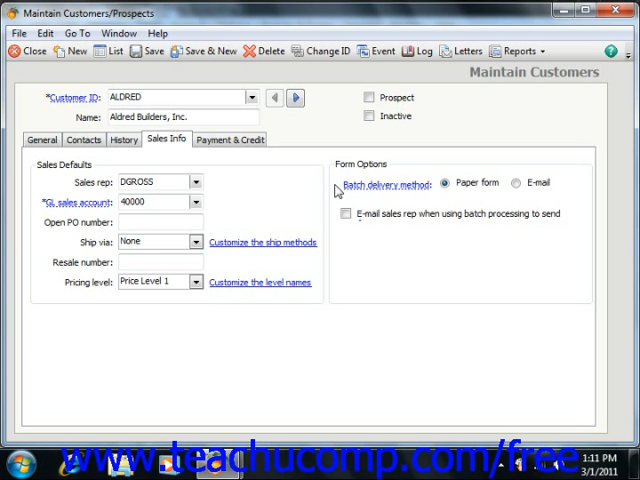 Maintain Customers/Prospects
File Edit Go To Window Help
Close New List Save Save & New Delete Change ID Event Log Letters Reports
Maintain Customers
*Customer ID: ALDRED
Prospect
Name: Aldred Builders, Inc.
Inactive
General Contacts History Sales Info Payment & Credit
Sales Defaults
Sales rep: DGROSS
*GL sales account: 40000
Open PO number:
Ship via: None Customize the ship methods
Resale number:
Pricing level: Price Level 1 Customize the level names
Form Options
Batch delivery method: Paper form E-mail
E-mail sales rep when using batch processing to send
www.teachucomp.com/free
1:11 PM
3/1/2011